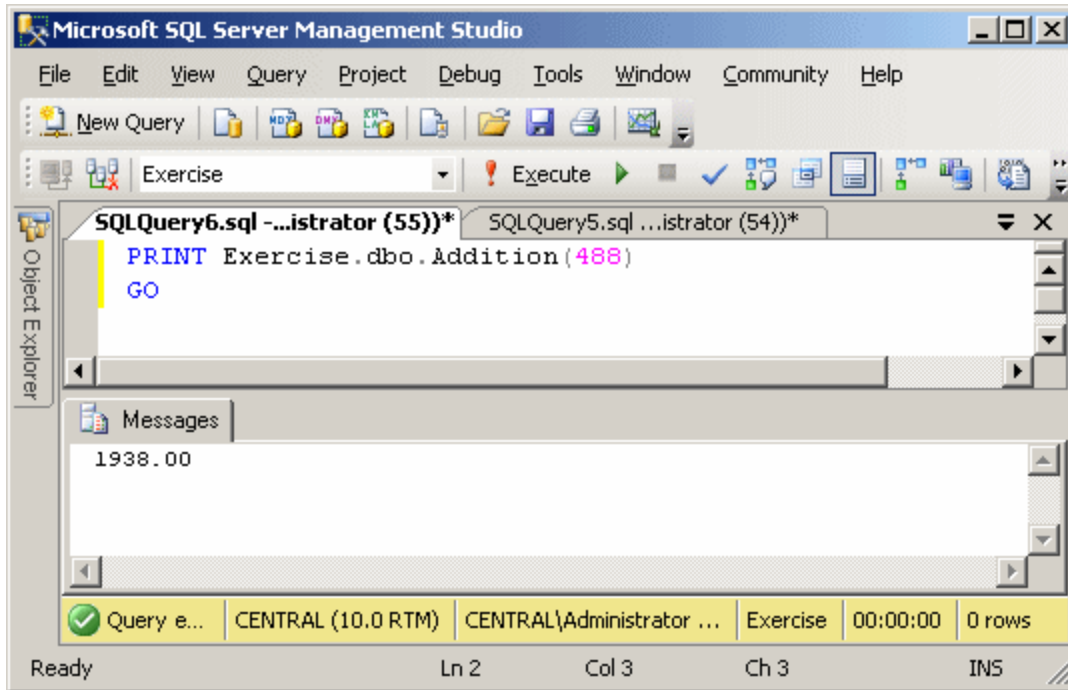 Microsoft SQL Server Management Studio
File Edit View Query Project Debug Tools Window Community Help
New Query MDX DMX
Exercise Execute
SQLQuery6.sql -...istrator (55))* SQLQuery5.sql ...istrator (54))*
Object Explorer
PRINT Exercise.dbo.Addition(488)
GO
Messages
1938.00
Query e... CENTRAL (10.0 RTM) CENTRAL\Administrator ... Exercise 00:00:00 0 rows
Ready Ln 2 Col 3 Ch 3 INS